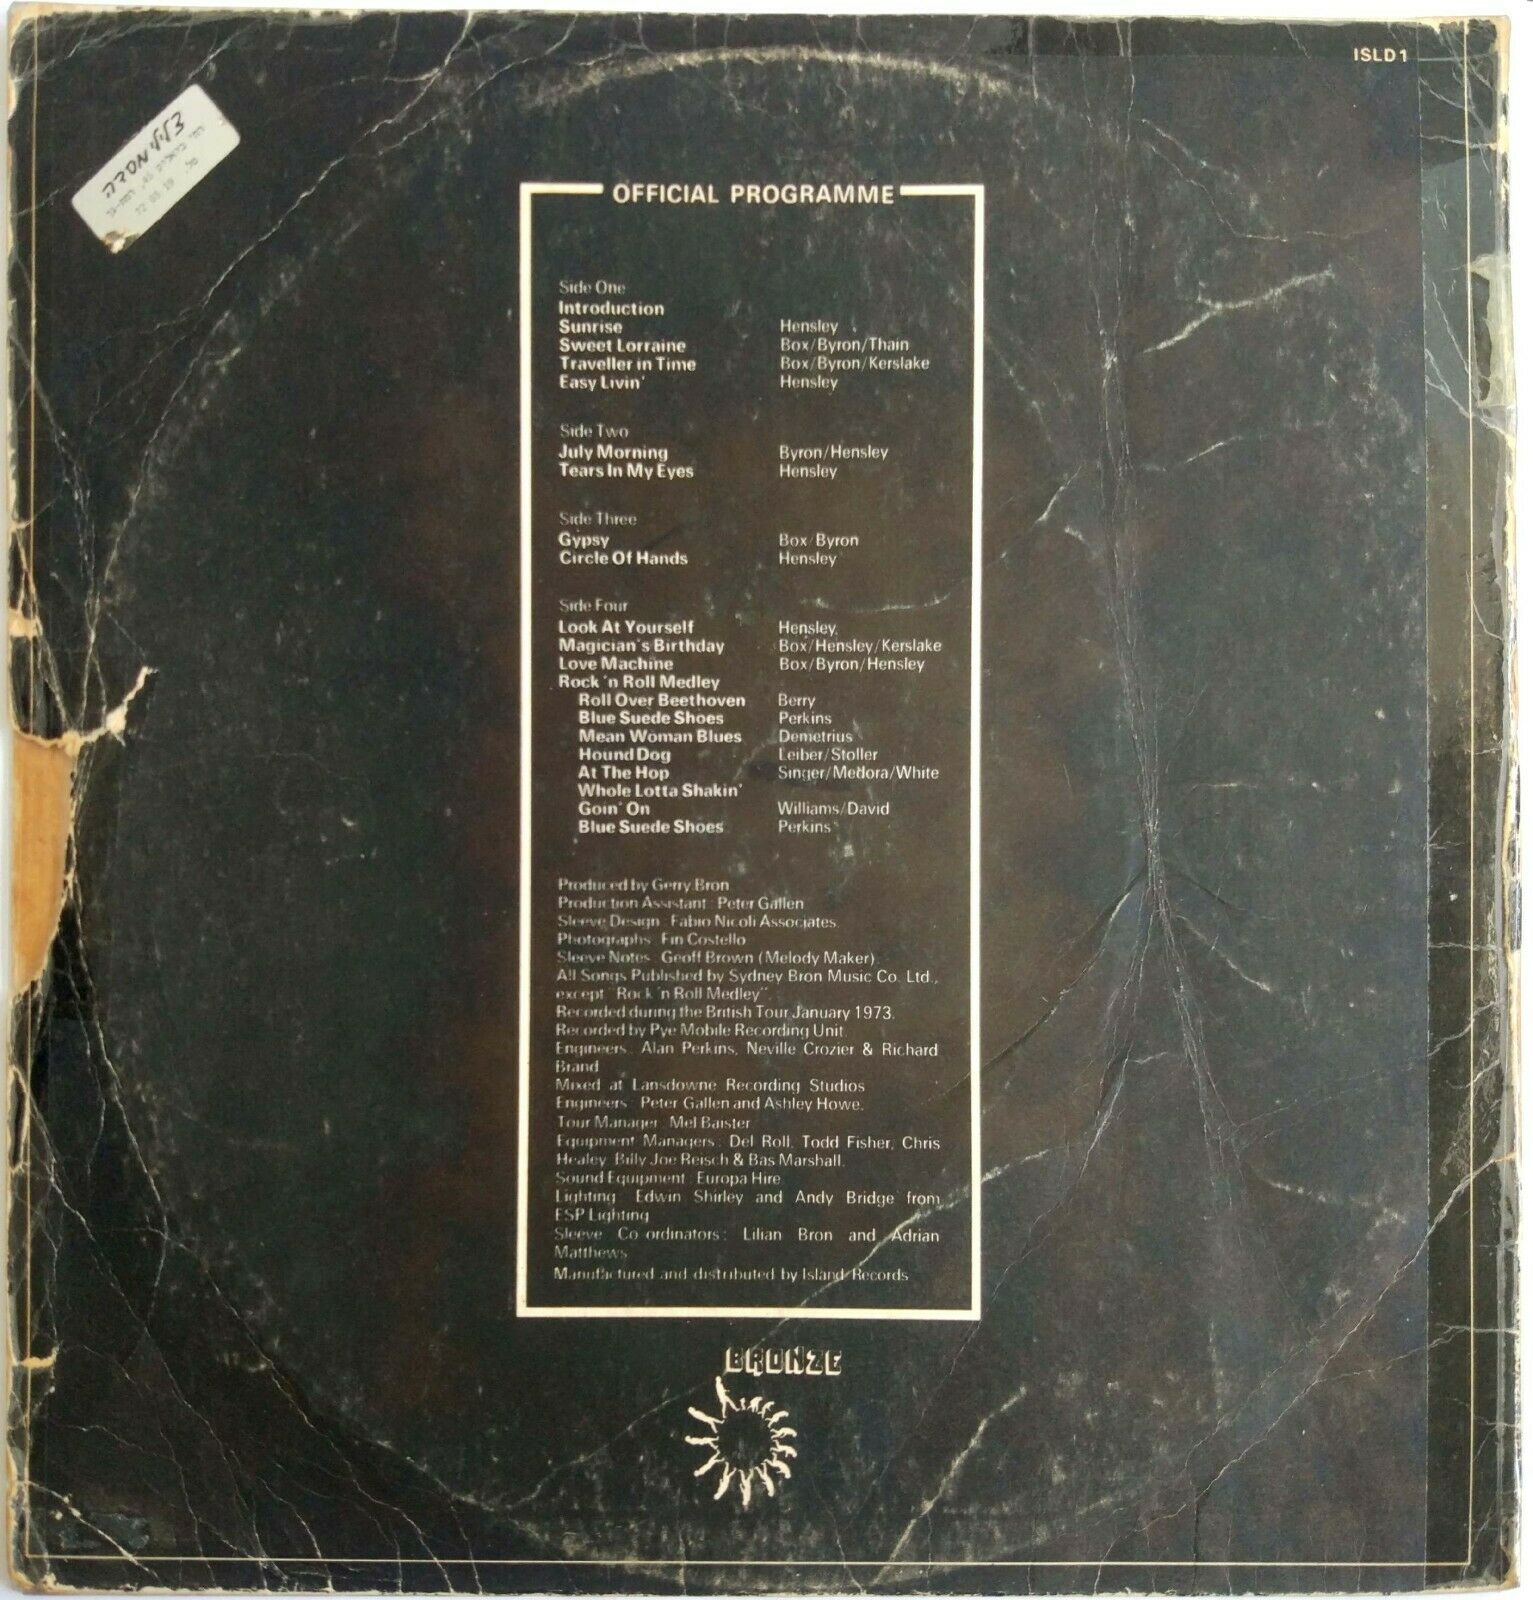 ISLD 1
צלילי מסדה
OFFICIAL PROGRAMME
Side One
Introduction
Sunrise Hensley
Sweet Lorraine Box/Byron/Thain
Traveller in Time Box/Byron/Kerslake
Easy Livin' Hensley
Side Two
July Morning Byron/Hensley
Tears In My Eyes Hensley
Side Three
Gypsy Box/Byron
Circle Of Hands Hensley
Side Four
Look At Yourself Hensley
Magician's Birthday Box/Hensley/Kerslake
Love Machine Box/Byron/Hensley
Rock 'n Roll Medley
Roll Over Beethoven Berry
Blue Suede Shoes Perkins
Mean Woman Blues Demetrius
Hound Dog Leiber/Stoller
At The Hop Singer/Medora/White
Whole Lotta Shakin'
Goin' On Williams/David
Blue Suede Shoes Perkins
Produced by Gerry Bron
Production Assistant: Peter Gallen
Sleeve Design: Fabio Nicoli Associates.
Photographs: Fin Costello
Sleeve Notes: Geoff Brown (Melody Maker)
All Songs Published by Sydney Bron Music Co. Ltd.,
except "Rock 'n Roll Medley".
Recorded during the British Tour January 1973.
Recorded by Pye Mobile Recording Unit.
Engineers: Alan Perkins, Neville Crozier & Richard
Brand
Mixed at Lansdowne Recording Studios
Engineers: Peter Gallen and Ashley Howe.
Tour Manager: Mel Baister
Equipment Managers: Del Roll, Todd Fisher, Chris
Healey, Billy Joe Reisch & Bas Marshall.
Sound Equipment: Europa Hire
Lighting: Edwin Shirley and Andy Bridge from
ESP Lighting
Sleeve Co-ordinators: Lilian Bron and Adrian
Matthews
Manufactured and distributed by Island Records
BRONZE